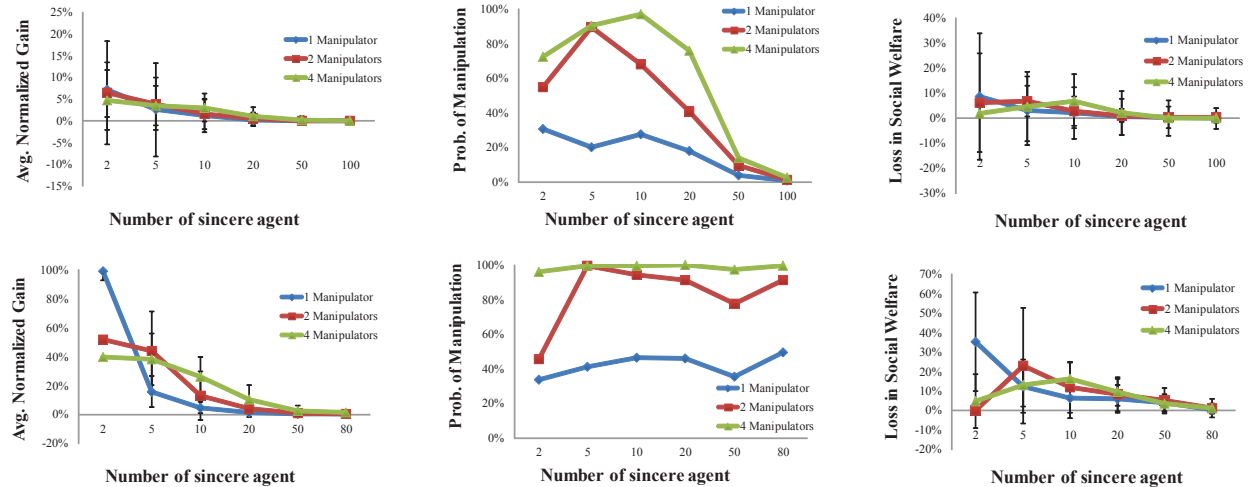 Avg. Normalized Gain
25%
20%
15%
10%
5%
0%
-5%
-10%
-15%
2 5 10 20 50 100
1 Manipulator
2 Manipulators
4 Manipulators
Number of sincere agent
Prob. of Manipulation
100%
80%
60%
40%
20%
0%
2 5 10 20 50 100
1 Manipulator
2 Manipulators
4 Manipulators
Number of sincere agent
Loss in Social Welfare
40%
30%
20%
10%
0%
-10%
-20%
-30%
2 5 10 20 50 100
1 Manipulator
2 Manipulators
4 Manipulators
Number of sincere agent
Avg. Normalized Gain
100%
80%
60%
40%
20%
0%
20%
2 5 10 20 50 80
1 Manipulator
2 Manipulators
4 Manipulators
Number of sincere agent
Prob. of Manipulation
100%
80%
60%
40%
20%
0%
2 5 10 20 50 80
1 Manipulator
2 Manipulators
4 Manipulators
Number of sincere agent
Loss in Social Welfare
70%
60%
50%
40%
30%
20%
10%
0%
-10%
-20%
2 5 10 20 50 80
1 Manipulator
2 Manipulators
4 Manipulators
Number of sincere agent